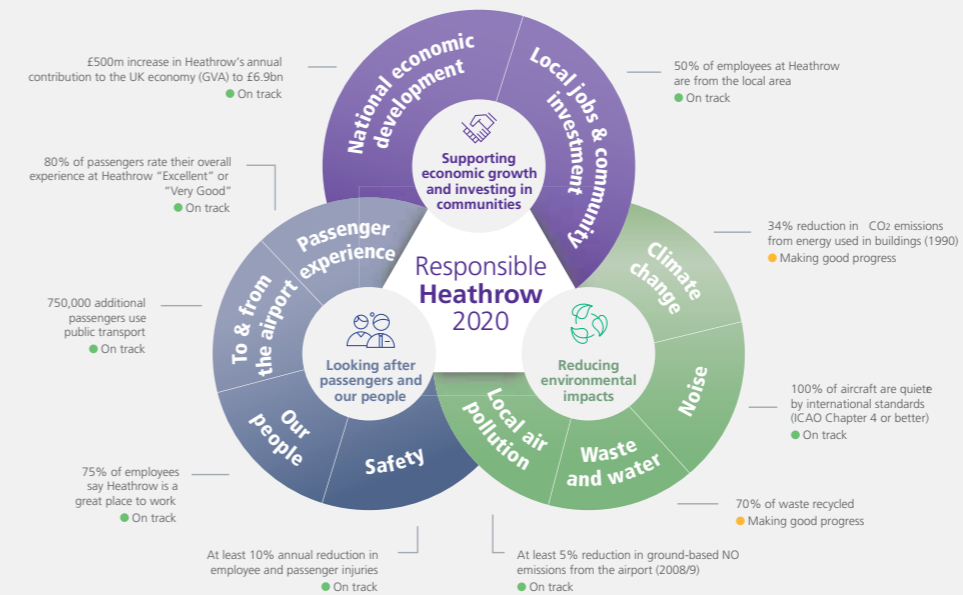 £500m increase in Heathrow's annual
contribution to the UK economy (GVA) to £6.9bn
On track
80% of passengers rate their overall
experience at Heathrow “Excellent” or
“Very Good”
On track
750,000 additional
passengers use
public transport
On track
75% of employees
say Heathrow is a
great place to work
On track
At least 10% annual reduction in
employee and passenger injuries
On track
National economic
development
Local jobs & community
investment
Supporting
economic growth
and investing in
communities
Responsible
Heathrow
2020
Passenger
experience
To & from
the airport
Our
people
Safety
Looking after
passengers and
our people
Climate
change
Noise
Waste
and water
Local air
pollution
Reducing
environmental
impacts
50% of employees at Heathrow
are from the local area
On track
34% reduction in CO2 emissions
from energy used in buildings (1990)
Making good progress
100% of aircraft are quiete
by international standards
(ICAO Chapter 4 or better)
On track
70% of waste recycled
Making good progress
At least 5% reduction in ground-based NO
emissions from the airport (2008/9)
On track